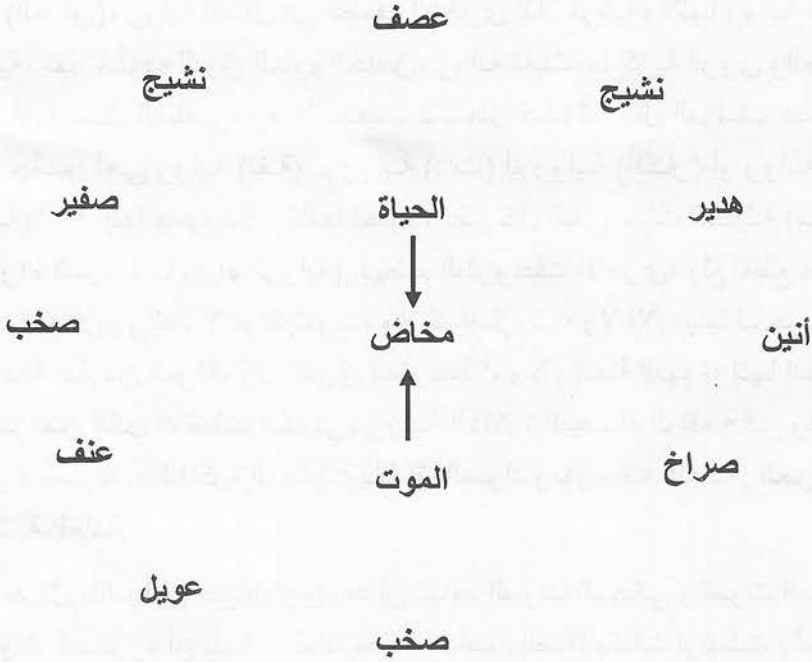 عصف
نشيج نشيج
هدير الحياة صفير
أنين مخاض صخب
صراخ الموت عنف
عويل
صخب